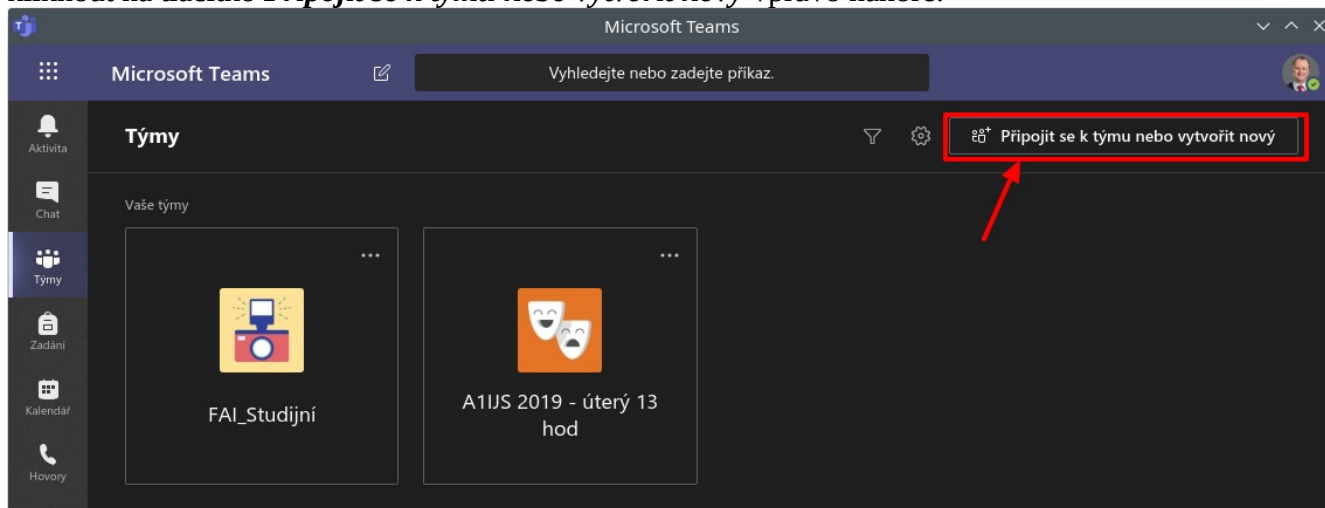 Microsoft Teams
Microsoft Teams
Vyhledejte nebo zadejte příkaz.
Aktivita
Týmy
Připojit se k týmu nebo vytvořit nový
Chat
Vaše týmy
Týmy
Zadání
Kalendář
FAI_Studijní
A1IJS 2019 - úterý 13
hod
Hovory